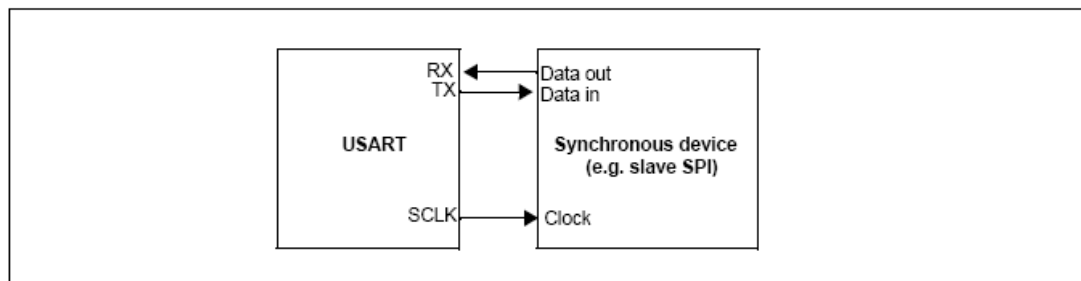 RX
Data out
TX
Data in
USART
Synchronous device
(e.g. slave SPI)
SCLK
Clock